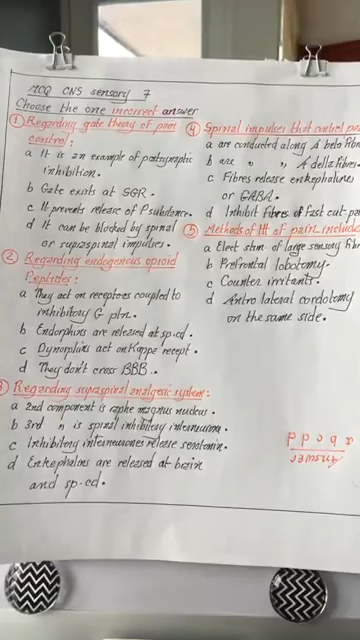 MCQ CNS sensory 7
Choose the one incorrect answer
① Regarding gate theory of pain
control:
a It is an example of postsynaptic
inhibition.
b Gate exists at SGR.
c It prevents release of P substance.
d It can be blocked by spinal
or supraspinal impulses.
② Regarding endogenous opioid
Peptides:
a They act on receptors coupled to
inhibitory G ptn.
b Endorphins are released at sp.cd.
c Dynorphins act on Kappa recept.
d They don't cross BBB.
3 Regarding supraspinal analgesic system:
a 2nd component is raphe magnus nucleus.
b 3rd " is spinal inhibitory interneurons.
c Inhibitory interneurones release serotonin.
d Enkephalins are released at brain
and sp.cd.
④ Spinal impulses that control pa
a are conducted along A beta Fibr
b are " " A delta Fibres.
c Fibres release enkephaline
or GABA.
d Inhibit Fibres of Fast cut pa
⑤ Methods of ttt of pain include
a Elect stim of large sensory fibr
b Prefrontal lobotomy.
c Counter irritants.
d Antro lateral cordotomy
on the same side.
Answer
a b c d d